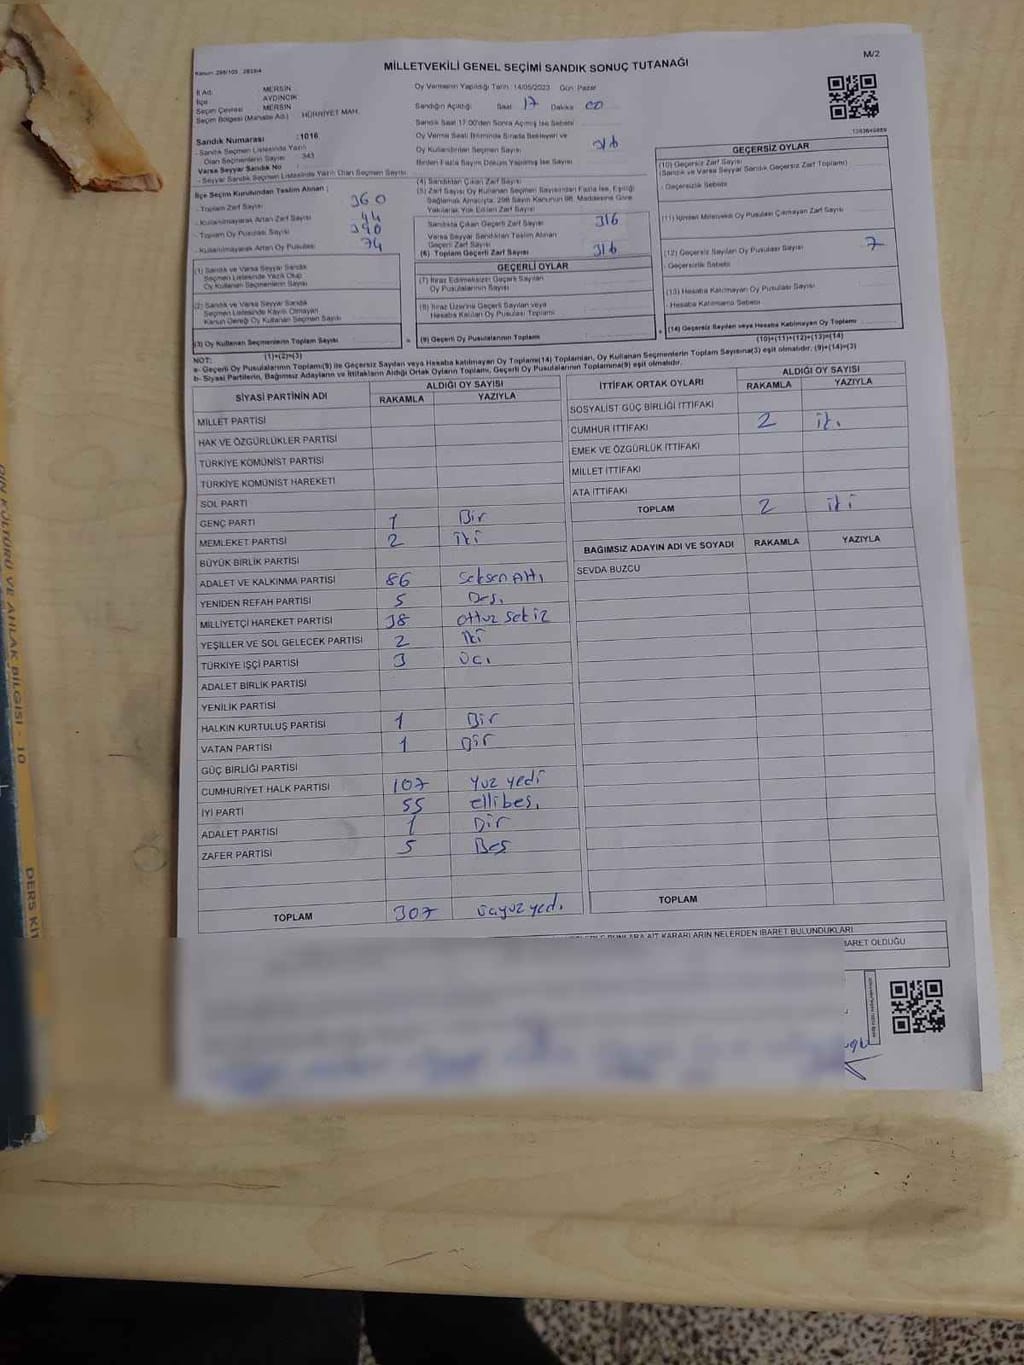 Kanun: 298/105 2839/4
M/2
MİLLETVEKİLİ GENEL SEÇİMİ SANDIK SONUÇ TUTANAĞI
İl Adı MERSİN
İlçe AYDINCIK
Seçim Çevresi MERSİN
Seçim Bölgesi (Mahalle Adı) HÜRRİYET MAH.
Sandık Numarası :1016
- Sandık Seçmen Listesinde Yazılı
Olan Seçmenlerin Sayısı 343
Varsa Seyyar Sandık No
- Seyyar Sandık Seçmen Listesinde Yazılı Olan Seçmen Sayısı
İlçe Seçim Kurulundan Teslim Alınan :
- Toplam Zarf Sayısı 360
- Kullanılmayarak Artan Zarf Sayısı 44
- Toplam Oy Pusulası Sayısı 390
- Kullanılmayarak Artan Oy Pusulası 74
(1) Sandık ve Varsa Seyyar Sandık
Seçmen Listesinde Yazılı Olup
Oy Kullanan Seçmenlerin Sayısı
(2) Sandık ve Varsa Seyyar Sandık
Seçmen Listesinde Kayıtlı Olmayan
Kanun Gereği Oy Kullanan Seçmen Sayısı
(3) Oy Kullanan Seçmenlerin Toplam Sayısı
(1)+(2)=(3)
Oy Vermenin Yapıldığı Tarih :14/05/2023 Gün: Pazar
Sandığın Açıldığı Saat 17 Dakika 00
Sandık Saat 17.00'den Sonra Açılmış İse Sebebi
Oy Verme Saati Bitiminde Sırada Bekleyen ve
Oy Kullandırılan Seçmen Sayısı 316
Birden Fazla Sayım Döküm Yapılmış İse Sayısı
(4) Sandıktan Çıkan Zarf Sayısı
(5) Zarf Sayısı Oy Kullanan Seçmen Sayısından Fazla İse, Eşitliği
Sağlamak Amacıyla, 298 Sayılı Kanunun 98. Maddesine Göre
Yakılarak Yok Edilen Zarf Sayısı
Sandıkta Çıkan Geçerli Zarf Sayısı 316
Varsa Seyyar Sandıktan Teslim Alınan
Geçerli Zarf Sayısı
(6) Toplam Geçerli Zarf Sayısı 316
GEÇERLİ OYLAR
(7) İtiraz Edilmeksizin Geçerli Sayılan
Oy Pusulalarının Sayısı
(8) İtiraz Üzerine Geçerli Sayılan veya
Hesaba Katılan Oy Pusulası Toplamı
(9) Geçerli Oy Pusulalarının Toplamı
GEÇERSİZ OYLAR
(10) Geçersiz Zarf Sayısı
(Sandık ve Varsa Seyyar Sandık Geçersiz Zarf Toplamı)
- Geçersizlik Sebebi
(11) İçinden Milletvekili Oy Pusulası Çıkmayan Zarf Sayısı
(12) Geçersiz Sayılan Oy Pusulası Sayısı 7
- Geçersizlik Sebebi
(13) Hesaba Katılmayan Oy Pusulası Sayısı
- Hesaba Katılmama Sebebi
(14) Geçersiz Sayılan veya Hesaba Katılmayan Oy Toplamı
(10)+(11)+(12)+(13)=(14)
NOT:
a- Geçerli Oy Pusulalarının Toplamı(9) ile Geçersiz Sayılan veya Hesaba katılmayan Oy Toplamı(14) Toplamları, Oy Kullanan Seçmenlerin Toplam Sayısına(3) eşit olmalıdır. (9)+(14)=(3)
b- Siyasi Partilerin, Bağımsız Adayların ve İttifakların Aldığı Ortak Oyların Toplamı, Geçerli Oy Pusulalarının Toplamına(9) eşit olmalıdır.
SİYASİ PARTİNİN ADI ALDIĞI OY SAYISI
RAKAMLA YAZIYLA
MİLLET PARTİSİ
HAK VE ÖZGÜRLÜKLER PARTİSİ
TÜRKİYE KOMÜNİST PARTİSİ
TÜRKİYE KOMÜNİST HAREKETİ
SOL PARTİ
GENÇ PARTİ 1 Bir
MEMLEKET PARTİSİ 2 iki
BÜYÜK BİRLİK PARTİSİ
ADALET VE KALKINMA PARTİSİ 86 Seksen Altı
YENİDEN REFAH PARTİSİ 5 Beş
MİLLİYETÇİ HAREKET PARTİSİ 38 Ottuz Sekiz
YEŞİLLER VE SOL GELECEK PARTİSİ 2 iki
TÜRKİYE İŞÇİ PARTİSİ 3 üç
ADALET BİRLİK PARTİSİ
YENİLİK PARTİSİ
HALKIN KURTULUŞ PARTİSİ 1 Bir
VATAN PARTİSİ 1 Bir
GÜÇ BİRLİĞİ PARTİSİ
CUMHURİYET HALK PARTİSİ 107 Yuz yedi
İYİ PARTİ 55 ellibeş
ADALET PARTİSİ 1 Bir
ZAFER PARTİSİ 5 Beş
TOPLAM 307 üçyuz yedi
İTTİFAK ORTAK OYLARI ALDIĞI OY SAYISI
RAKAMLA YAZIYLA
SOSYALİST GÜÇ BİRLİĞİ İTTİFAKI
CUMHUR İTTİFAKI 2 iki
EMEK VE ÖZGÜRLÜK İTTİFAKI
MİLLET İTTİFAKI
ATA İTTİFAKI
TOPLAM 2 iki
BAĞIMSIZ ADAYIN ADI VE SOYADI RAKAMLA YAZIYLA
SEVDA BUZCU
TOPLAM
BUNLARA AİT KARARLARIN NELERDEN İBARET BULUNDUKLARI
İBARET OLDUĞU
DİN KÜLTÜRÜ VE AHLAK BİLGİSİ - 10
DERS KİT